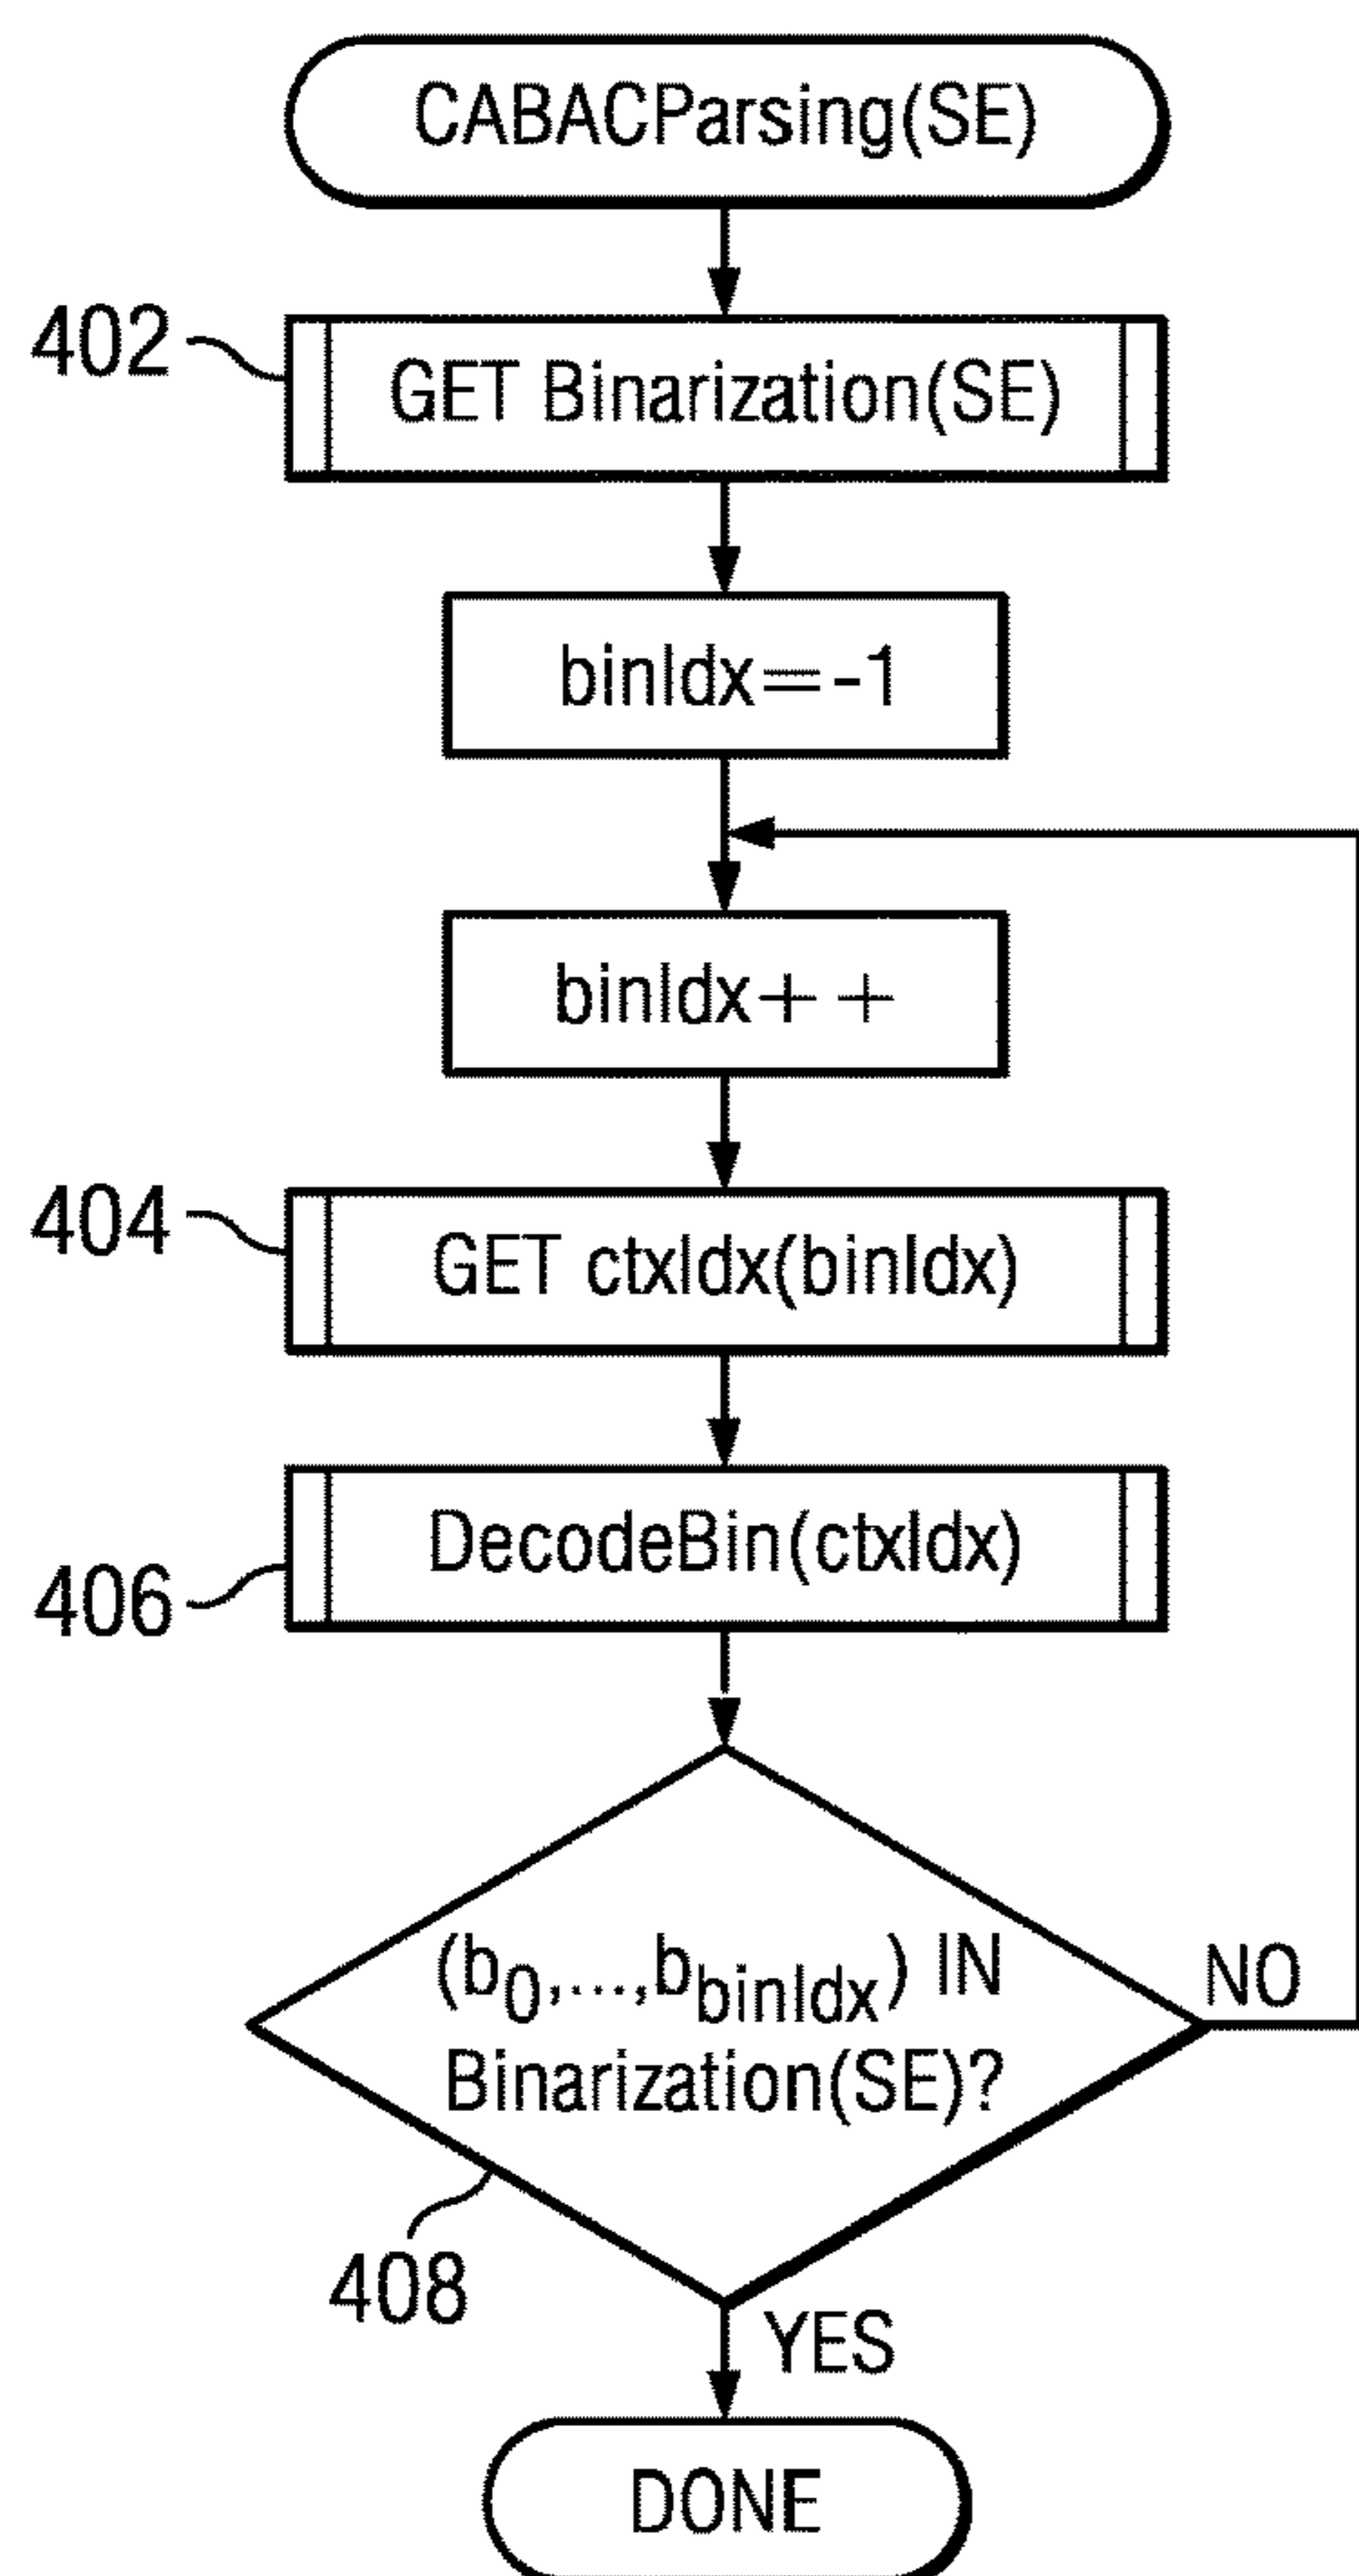 CABACParsing(SE)
402
GET Binarization(SE)
binIdx=-1
binIdx++
404
GET ctxIdx(binIdx)
DecodeBin(ctxIdx)
406
(b0,...,bbinIdx) IN
NO
Binarization(SE)?
408
YES
DONE